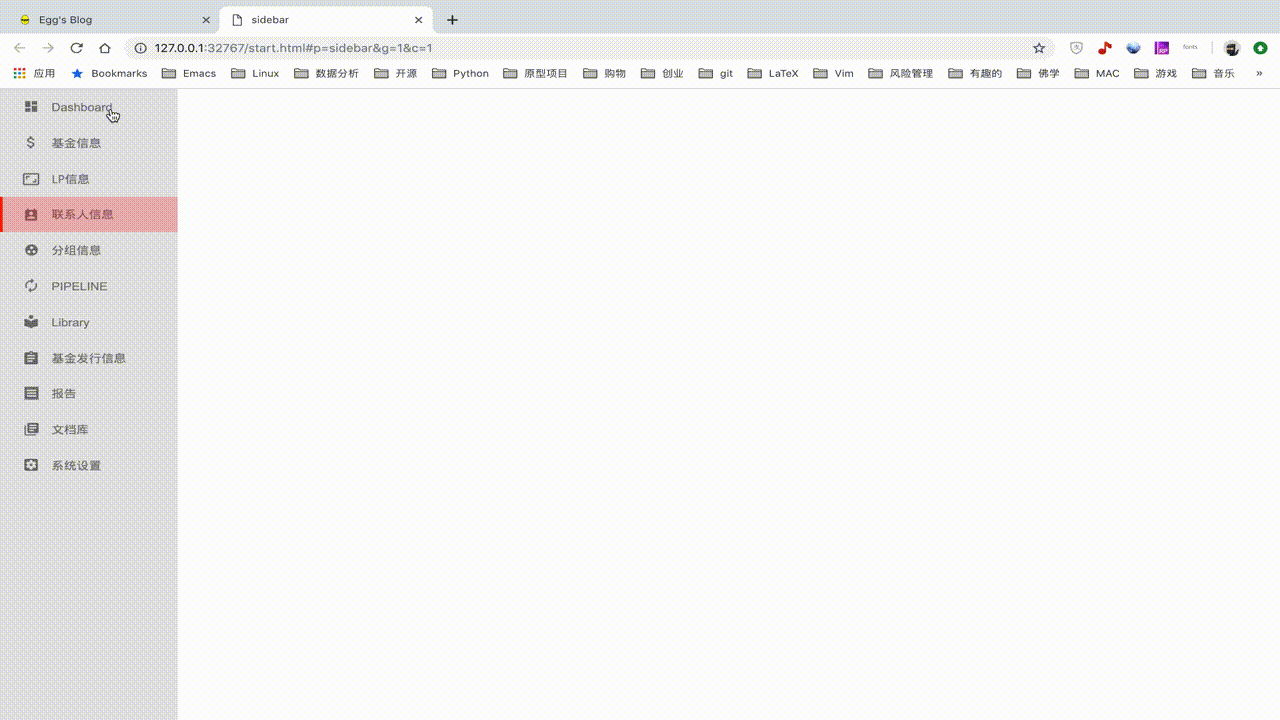 Egg's Blog
sidebar
127.0.0.1:32767/start.html#p=sidebar&g=1&c=1
fonts
应用 Bookmarks Emacs Linux 数据分析 开源 Python 原型项目 购物 创业 git LaTeX Vim 风险管理 有趣的 佛学 MAC 游戏 音乐 »
Dashboard
基金信息
LP信息
联系人信息
分组信息
PIPELINE
Library
基金发行信息
报告
文档库
系统设置